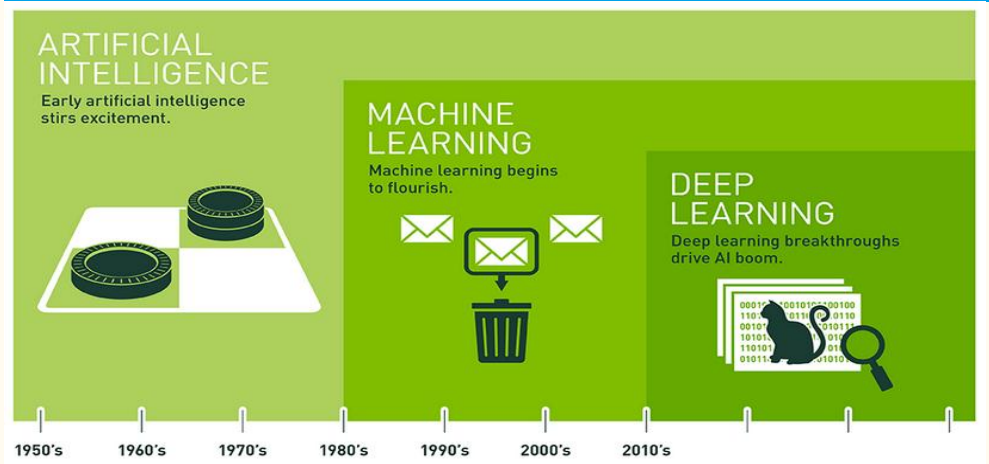 ARTIFICIAL
INTELLIGENCE
Early artificial intelligence
stirs excitement.
MACHINE
LEARNING
Machine learning begins
to flourish.
DEEP
LEARNING
Deep learning breakthroughs
drive AI boom.
1950's 1960's 1970's 1980's 1990's 2000's 2010's